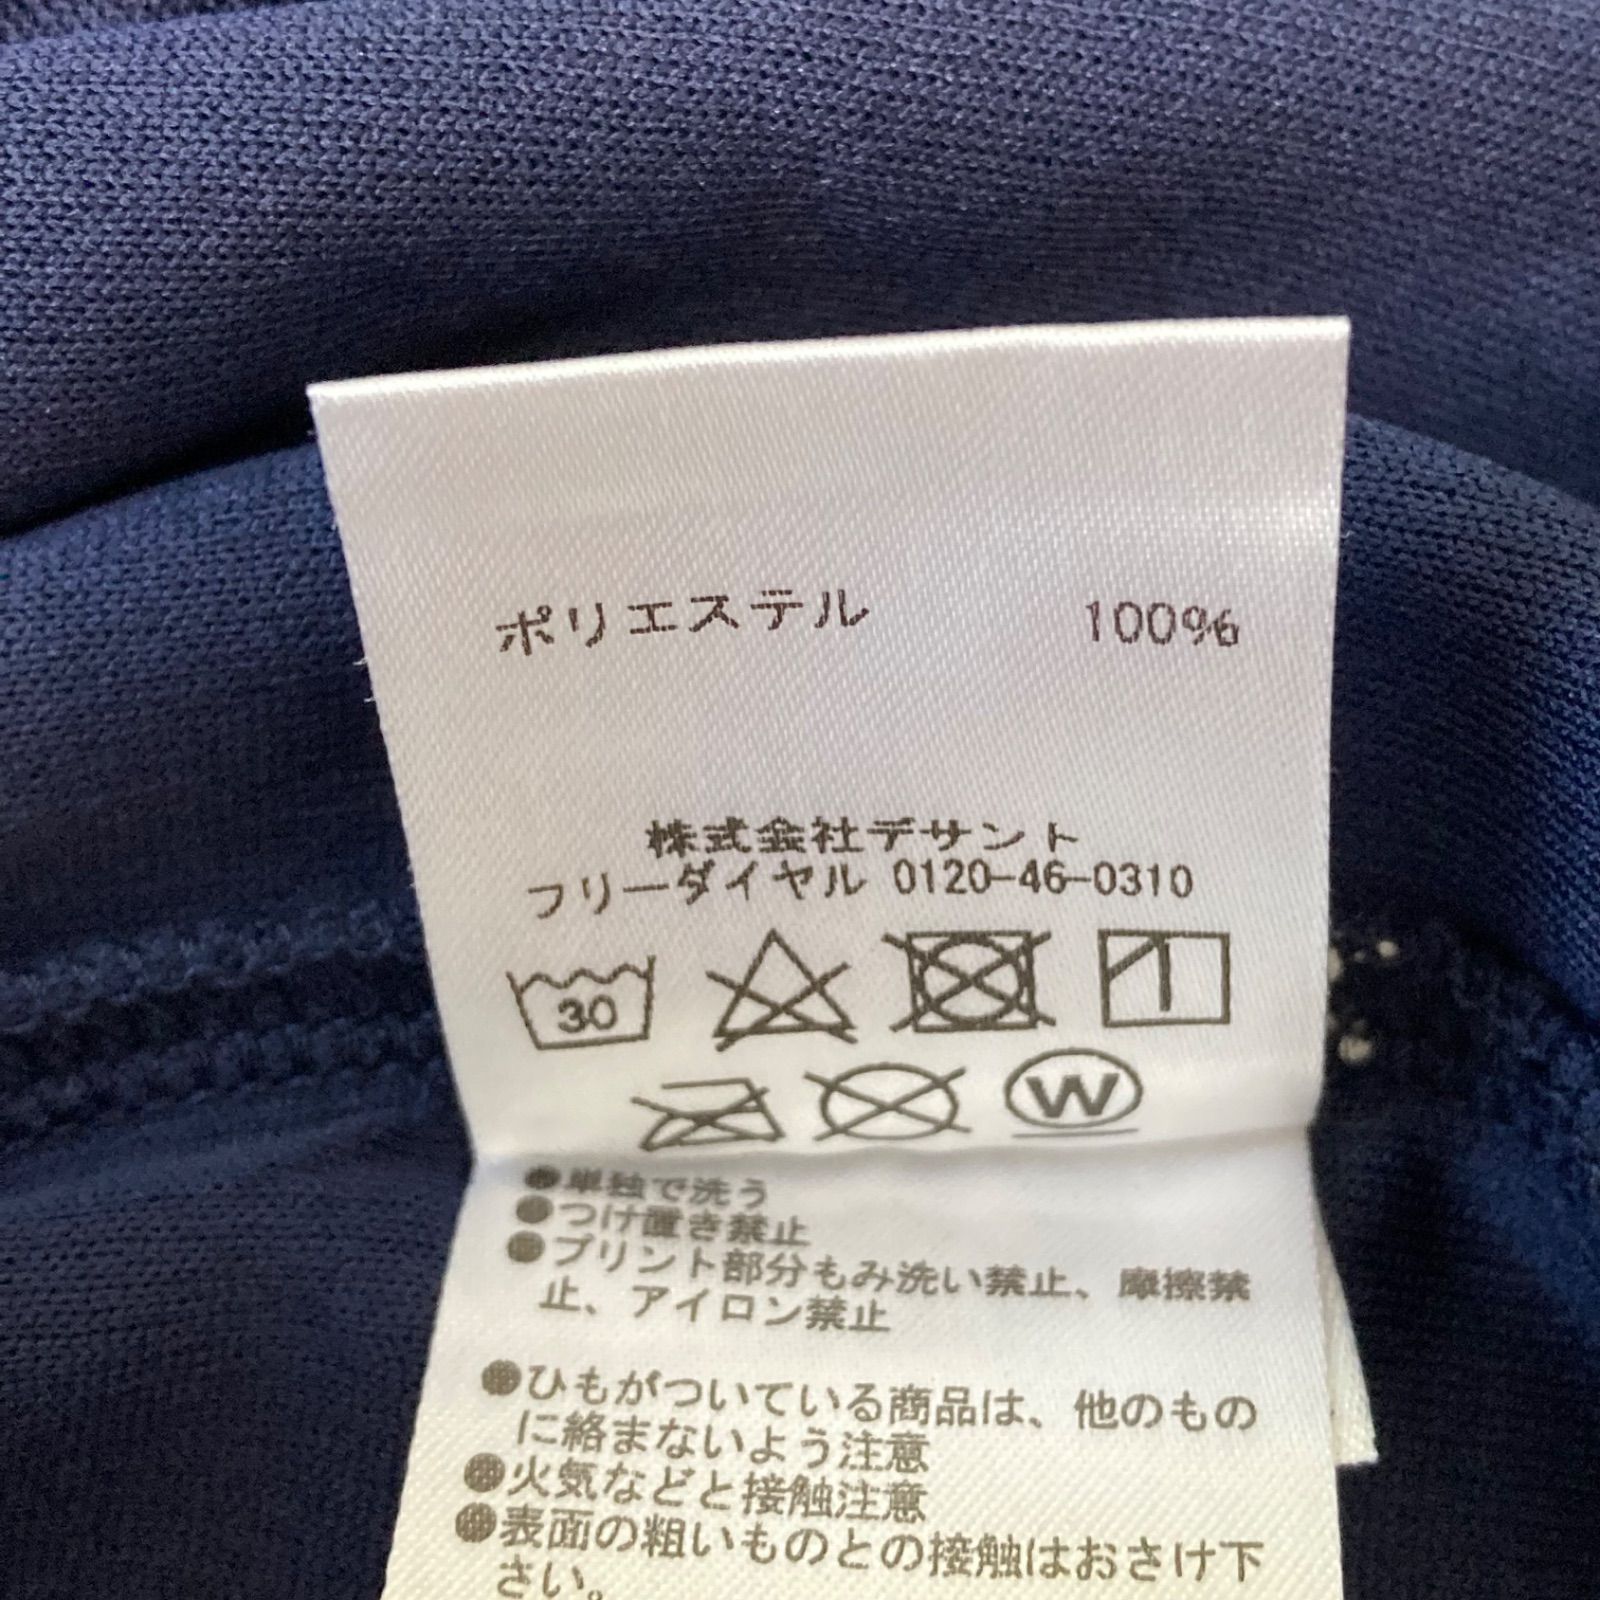 ポリエステル 100%
株式会社デサント
フリーダイヤル 0120-46-0310
30
W
●単独で洗う
●つけ置き禁止
●プリント部分もみ洗い禁止、摩擦禁
止、アイロン禁止
●ひもがついている商品は、他のもの
に絡まないよう注意
●火気などと接触注意
●表面の粗いものとの接触はおさけ下
さい。